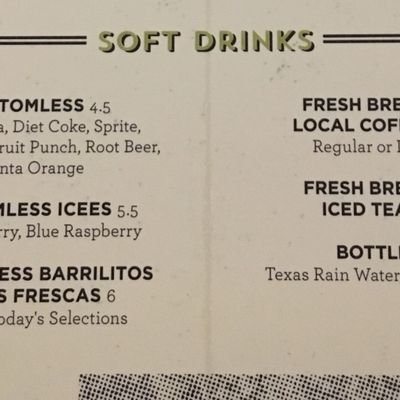 SOFT DRINKS
TOMLESS 4.5
a, Diet Coke, Sprite,
ruit Punch, Root Beer,
nta Orange
MLESS ICEES 5.5
rry, Blue Raspberry
ESS BARRILITOS
S FRESCAS 6
oday's Selections
FRESH BRE
LOCAL COF
Regular or
FRESH BRE
ICED TEA
BOTTL
Texas Rain Water